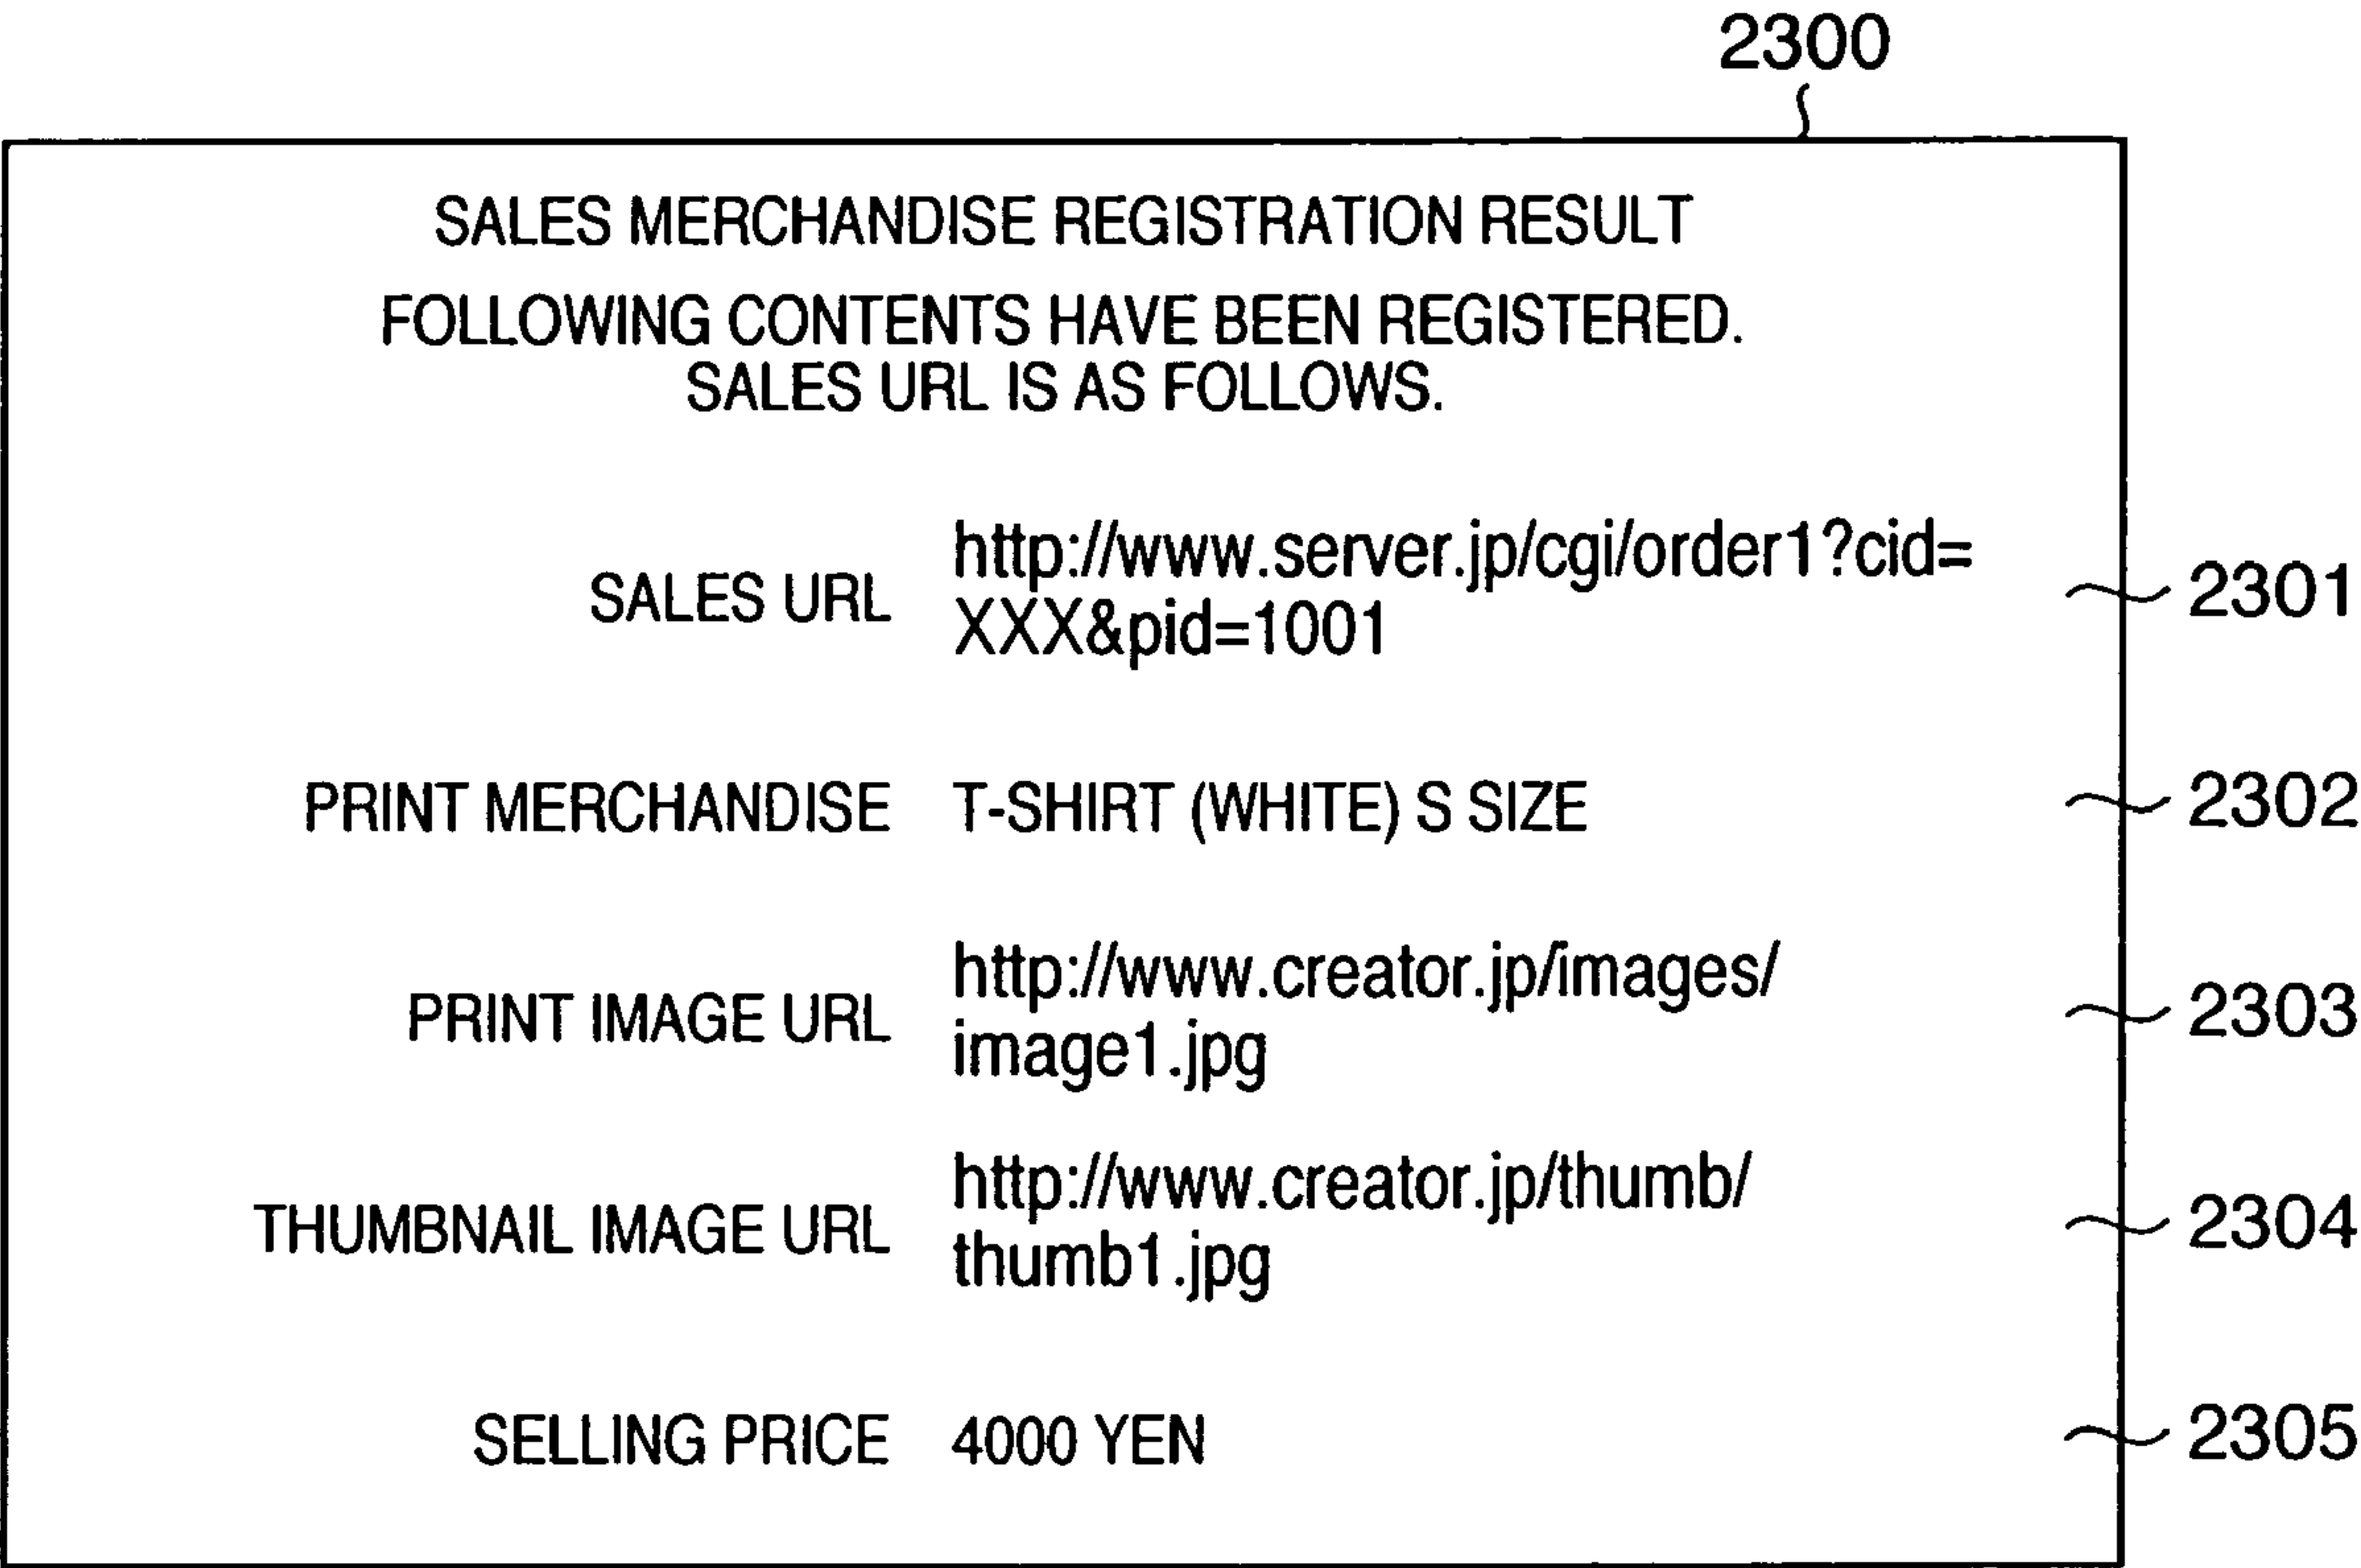 2300
SALES MERCHANDISE REGISTRATION RESULT
FOLLOWING CONTENTS HAVE BEEN REGISTERED.
SALES URL IS AS FOLLOWS.
SALES URL http://www.server.jp/cgi/order1?cid=
XXX&pid=1001 2301
PRINT MERCHANDISE T-SHIRT (WHITE) S SIZE 2302
PRINT IMAGE URL http://www.creator.jp/images/
image1.jpg 2303
THUMBNAIL IMAGE URL http://www.creator.jp/thumb/
thumb1.jpg 2304
SELLING PRICE 4000 YEN 2305